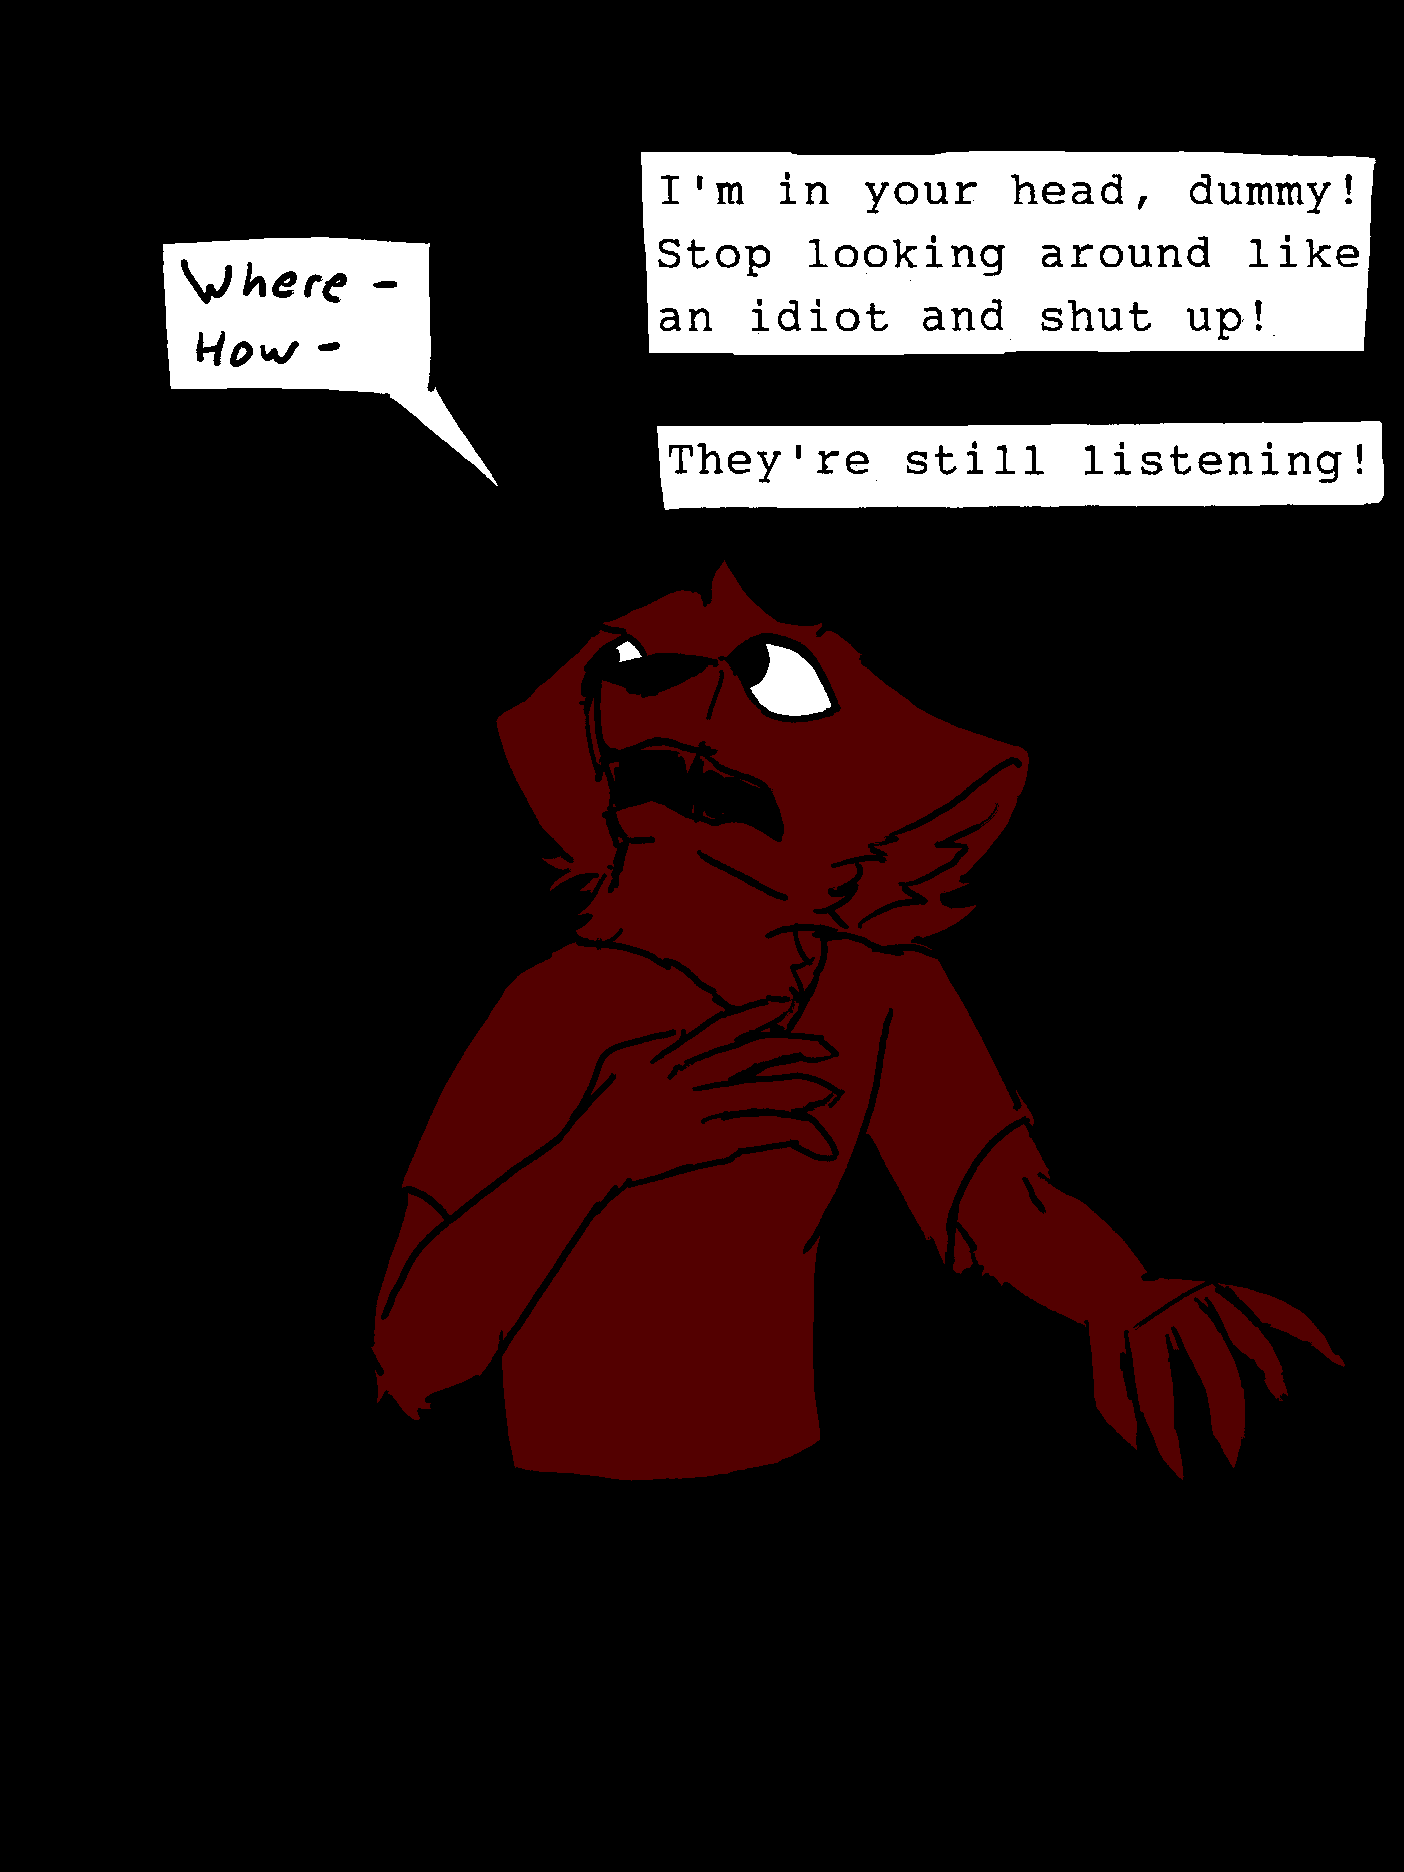 Where -
How -
I'm in your head, dummy!
Stop looking around like
an idiot and shut up!
They're still listening!